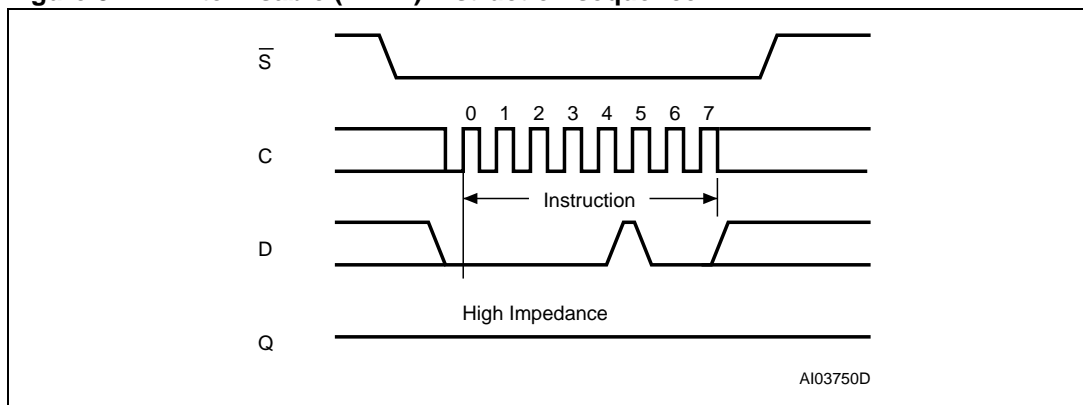 S̅
0 1 2 3 4 5 6 7
C
Instruction
D
High Impedance
Q
AI03750D